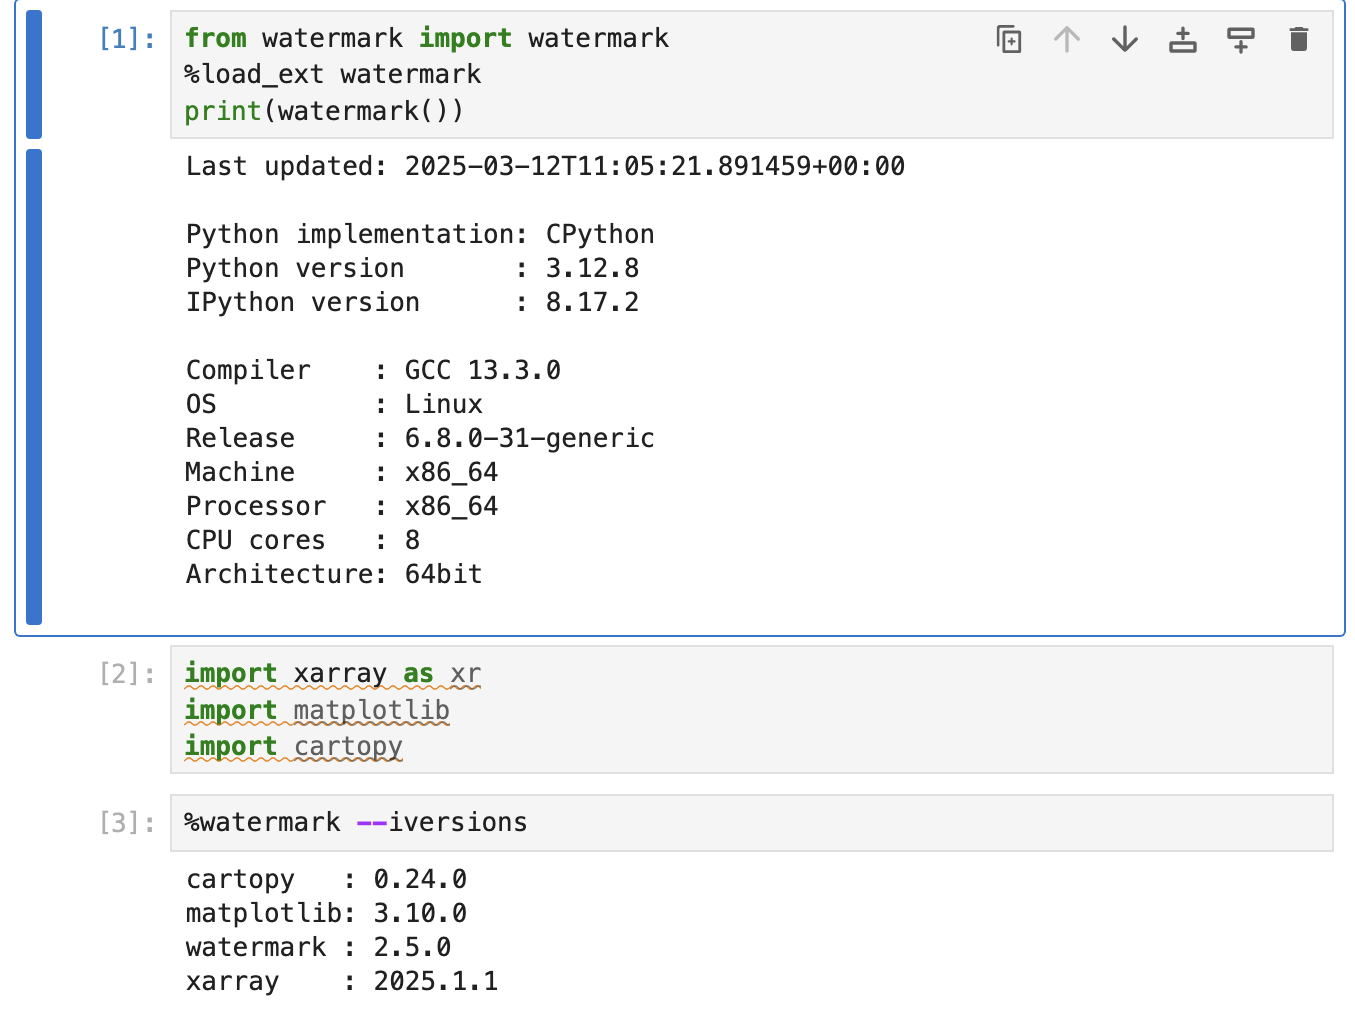 [1]: from watermark import watermark
%load_ext watermark
print(watermark())
Last updated: 2025-03-12T11:05:21.891459+00:00
Python implementation: CPython
Python version       : 3.12.8
IPython version      : 8.17.2
Compiler    : GCC 13.3.0
OS          : Linux
Release     : 6.8.0-31-generic
Machine     : x86_64
Processor   : x86_64
CPU cores   : 8
Architecture: 64bit
[2]: import xarray as xr
import matplotlib
import cartopy
[3]: %watermark --iversions
cartopy   : 0.24.0
matplotlib: 3.10.0
watermark : 2.5.0
xarray    : 2025.1.1